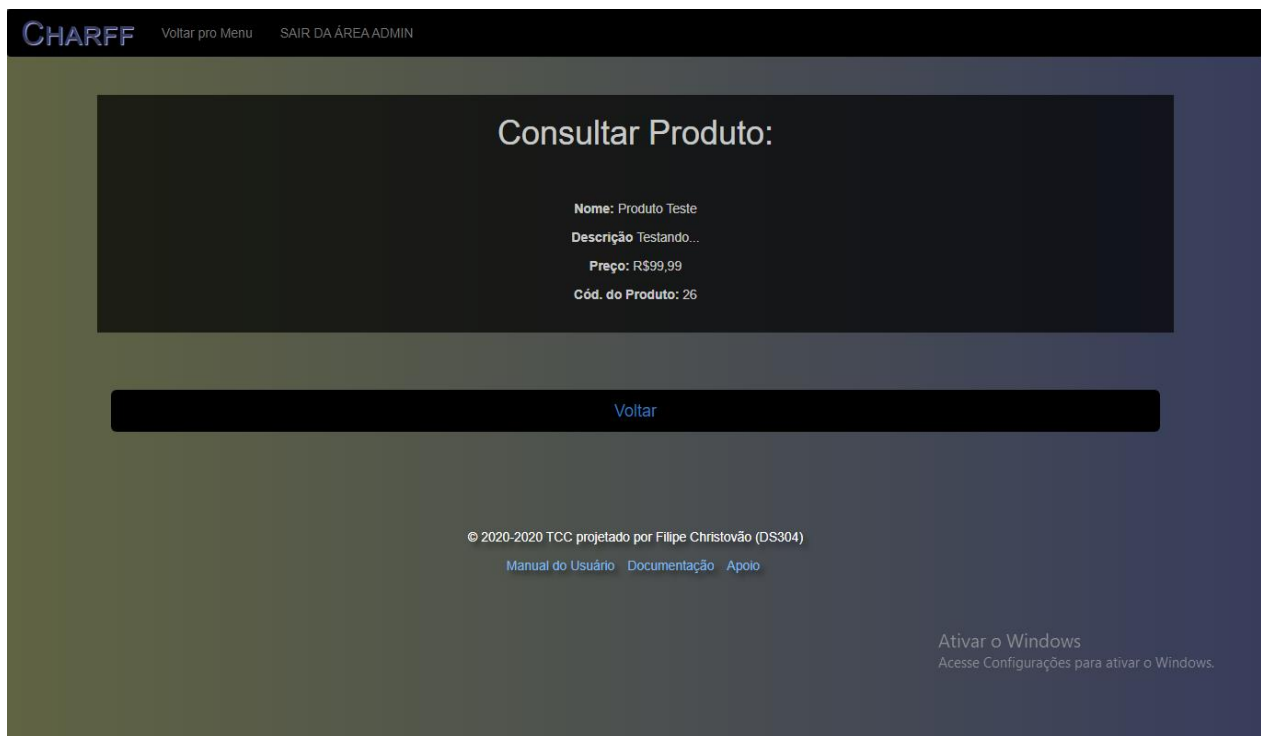 CHARFF Voltar pro Menu SAIR DA ÁREA ADMIN
Consultar Produto:
Nome: Produto Teste
Descrição Testando...
Preço: R$99,99
Cód. do Produto: 26
Voltar
© 2020-2020 TCC projetado por Filipe Christovão (DS304)
Manual do Usuário Documentação Apoio
Ativar o Windows
Acesse Configurações para ativar o Windows.